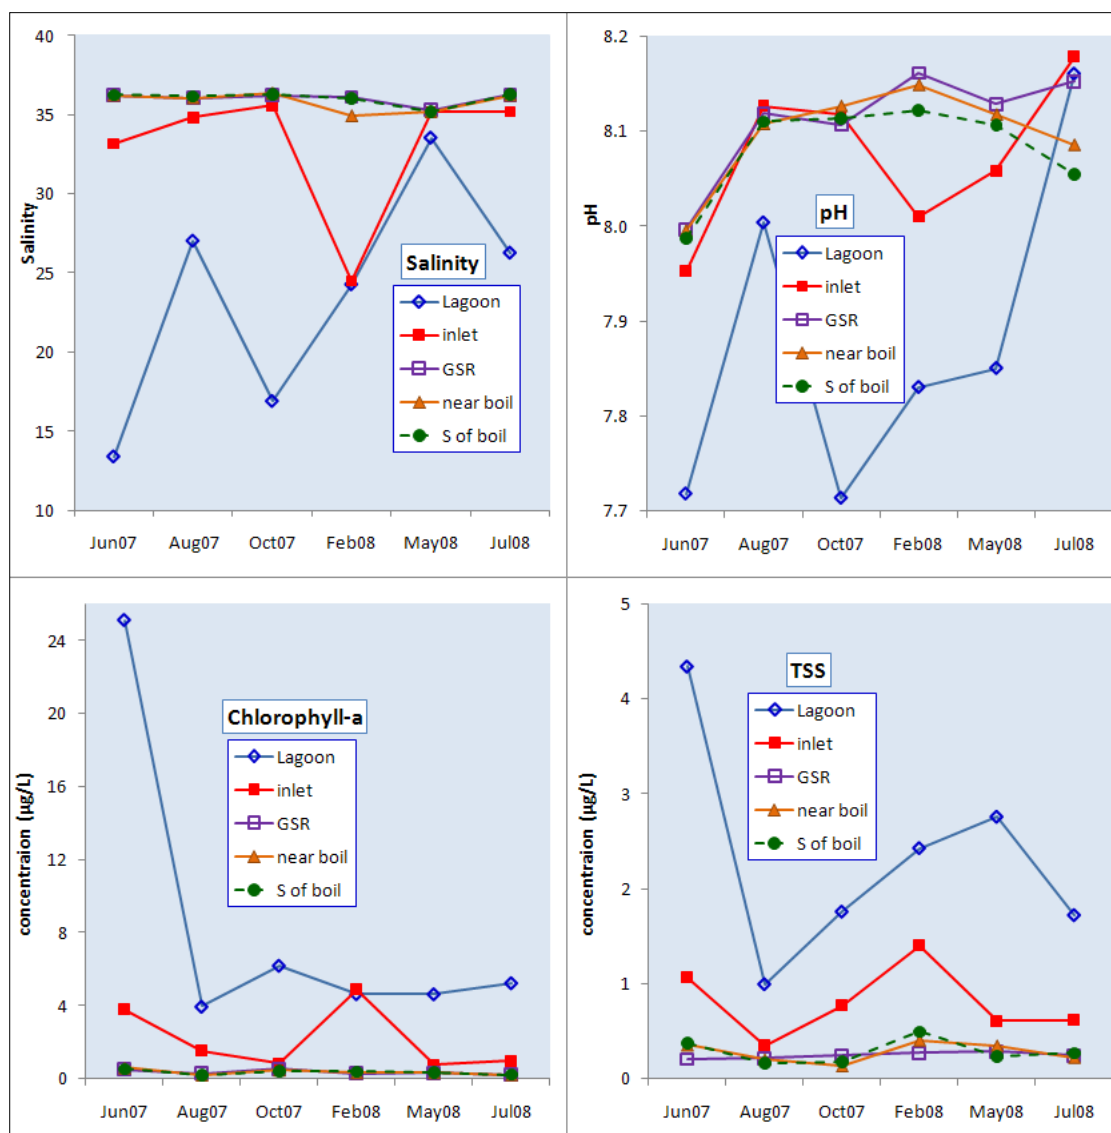 40
35
30
25
20
15
10
Salinity
Salinity
Lagoon
inlet
GSR
near boil
S of boil
Jun07 Aug07 Oct07 Feb08 May08 Jul08
8.2
8.1
8.0
7.9
7.8
7.7
pH
pH
Lagoon
inlet
GSR
near boil
S of boil
Jun07 Aug07 Oct07 Feb08 May08 Jul08
24
20
16
12
8
4
0
concentraion (µg/L)
Chlorophyll-a
Lagoon
inlet
GSR
near boil
S of boil
Jun07 Aug07 Oct07 Feb08 May08 Jul08
5
4
3
2
1
0
concentraion (µg/L)
TSS
Lagoon
inlet
GSR
near boil
S of boil
Jun07 Aug07 Oct07 Feb08 May08 Jul08